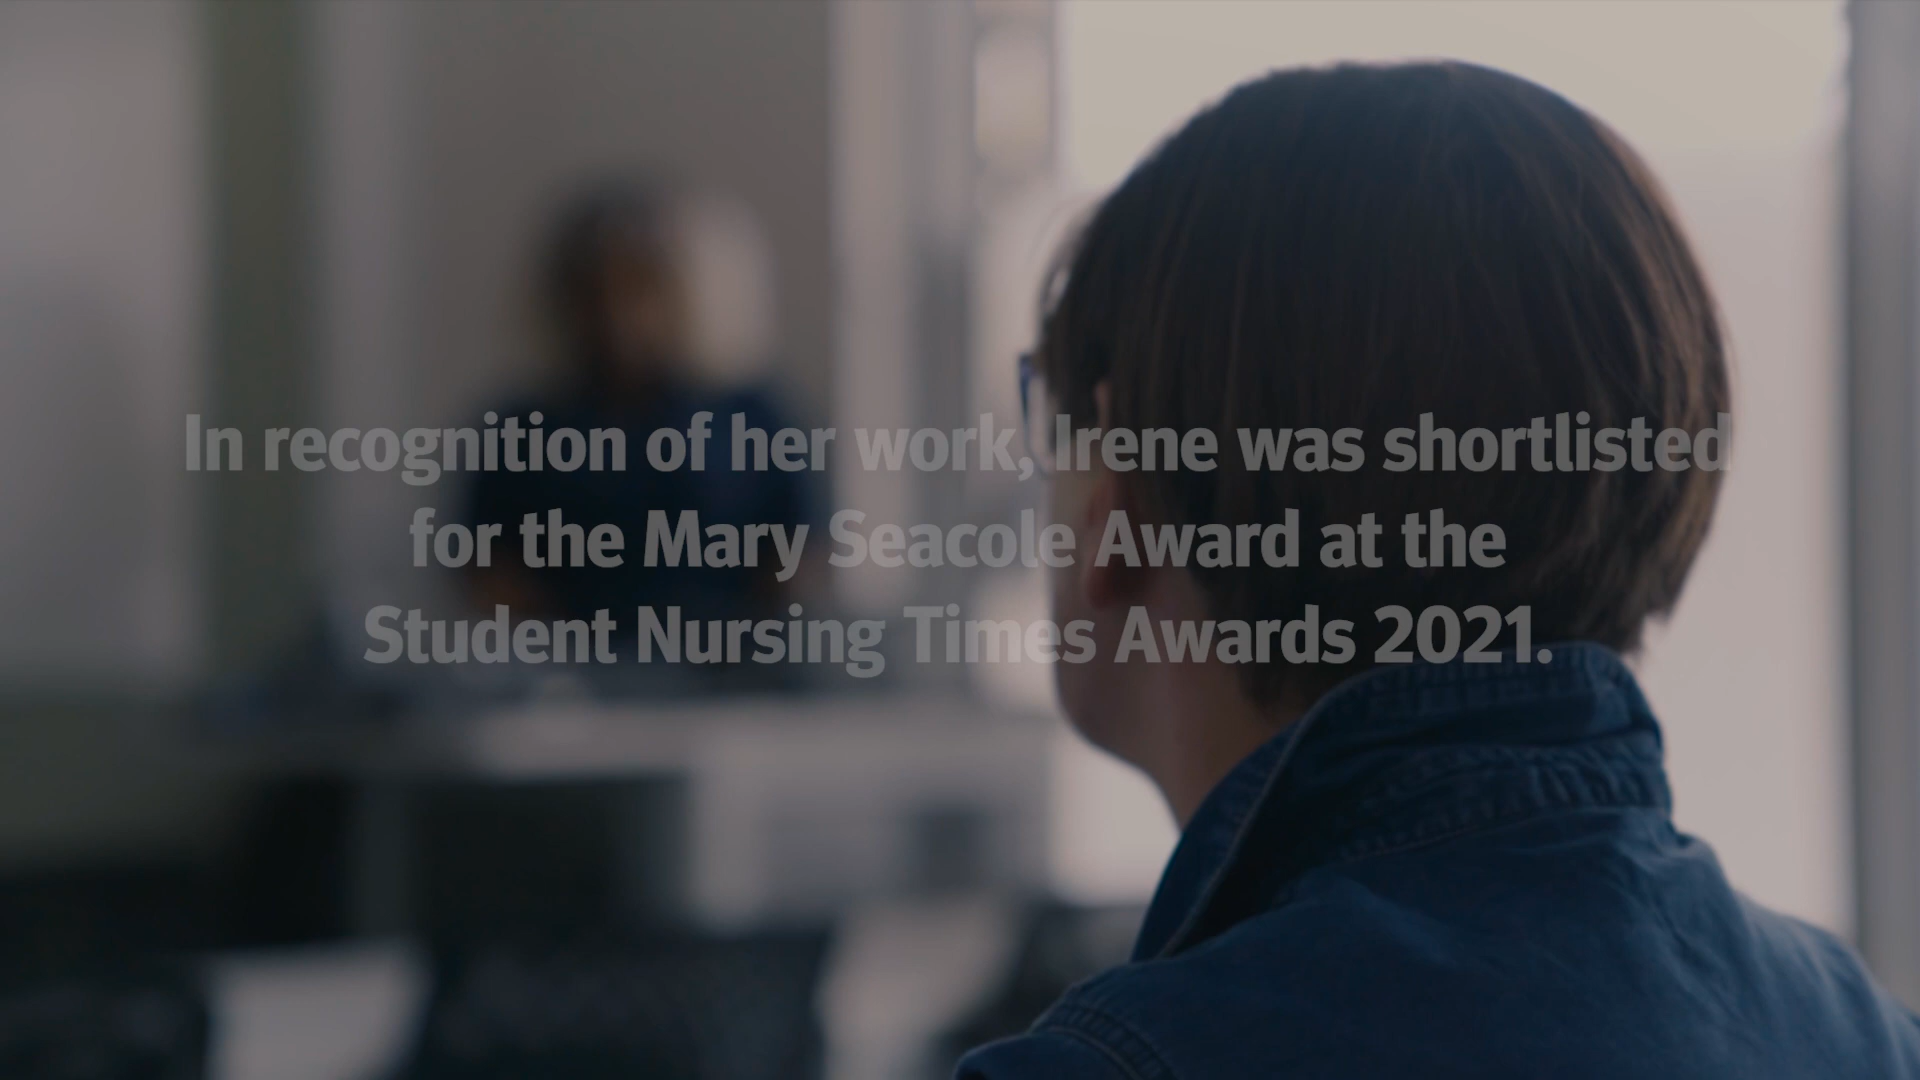 In recognition of her work, Irene was shortlisted
for the Mary Seacole Award at the
Student Nursing Times Awards 2021.